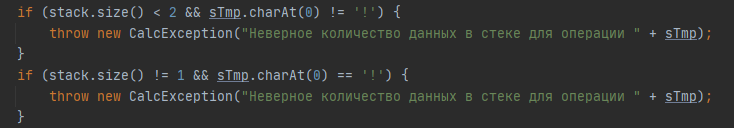 if (stack.size() < 2 && sTmp.charAt(0) != '!') {
    throw new CalcException("Неверное количество данных в стеке для операции " + sTmp);
}
if (stack.size() != 1 && sTmp.charAt(0) == '!') {
    throw new CalcException("Неверное количество данных в стеке для операции " + sTmp);
}